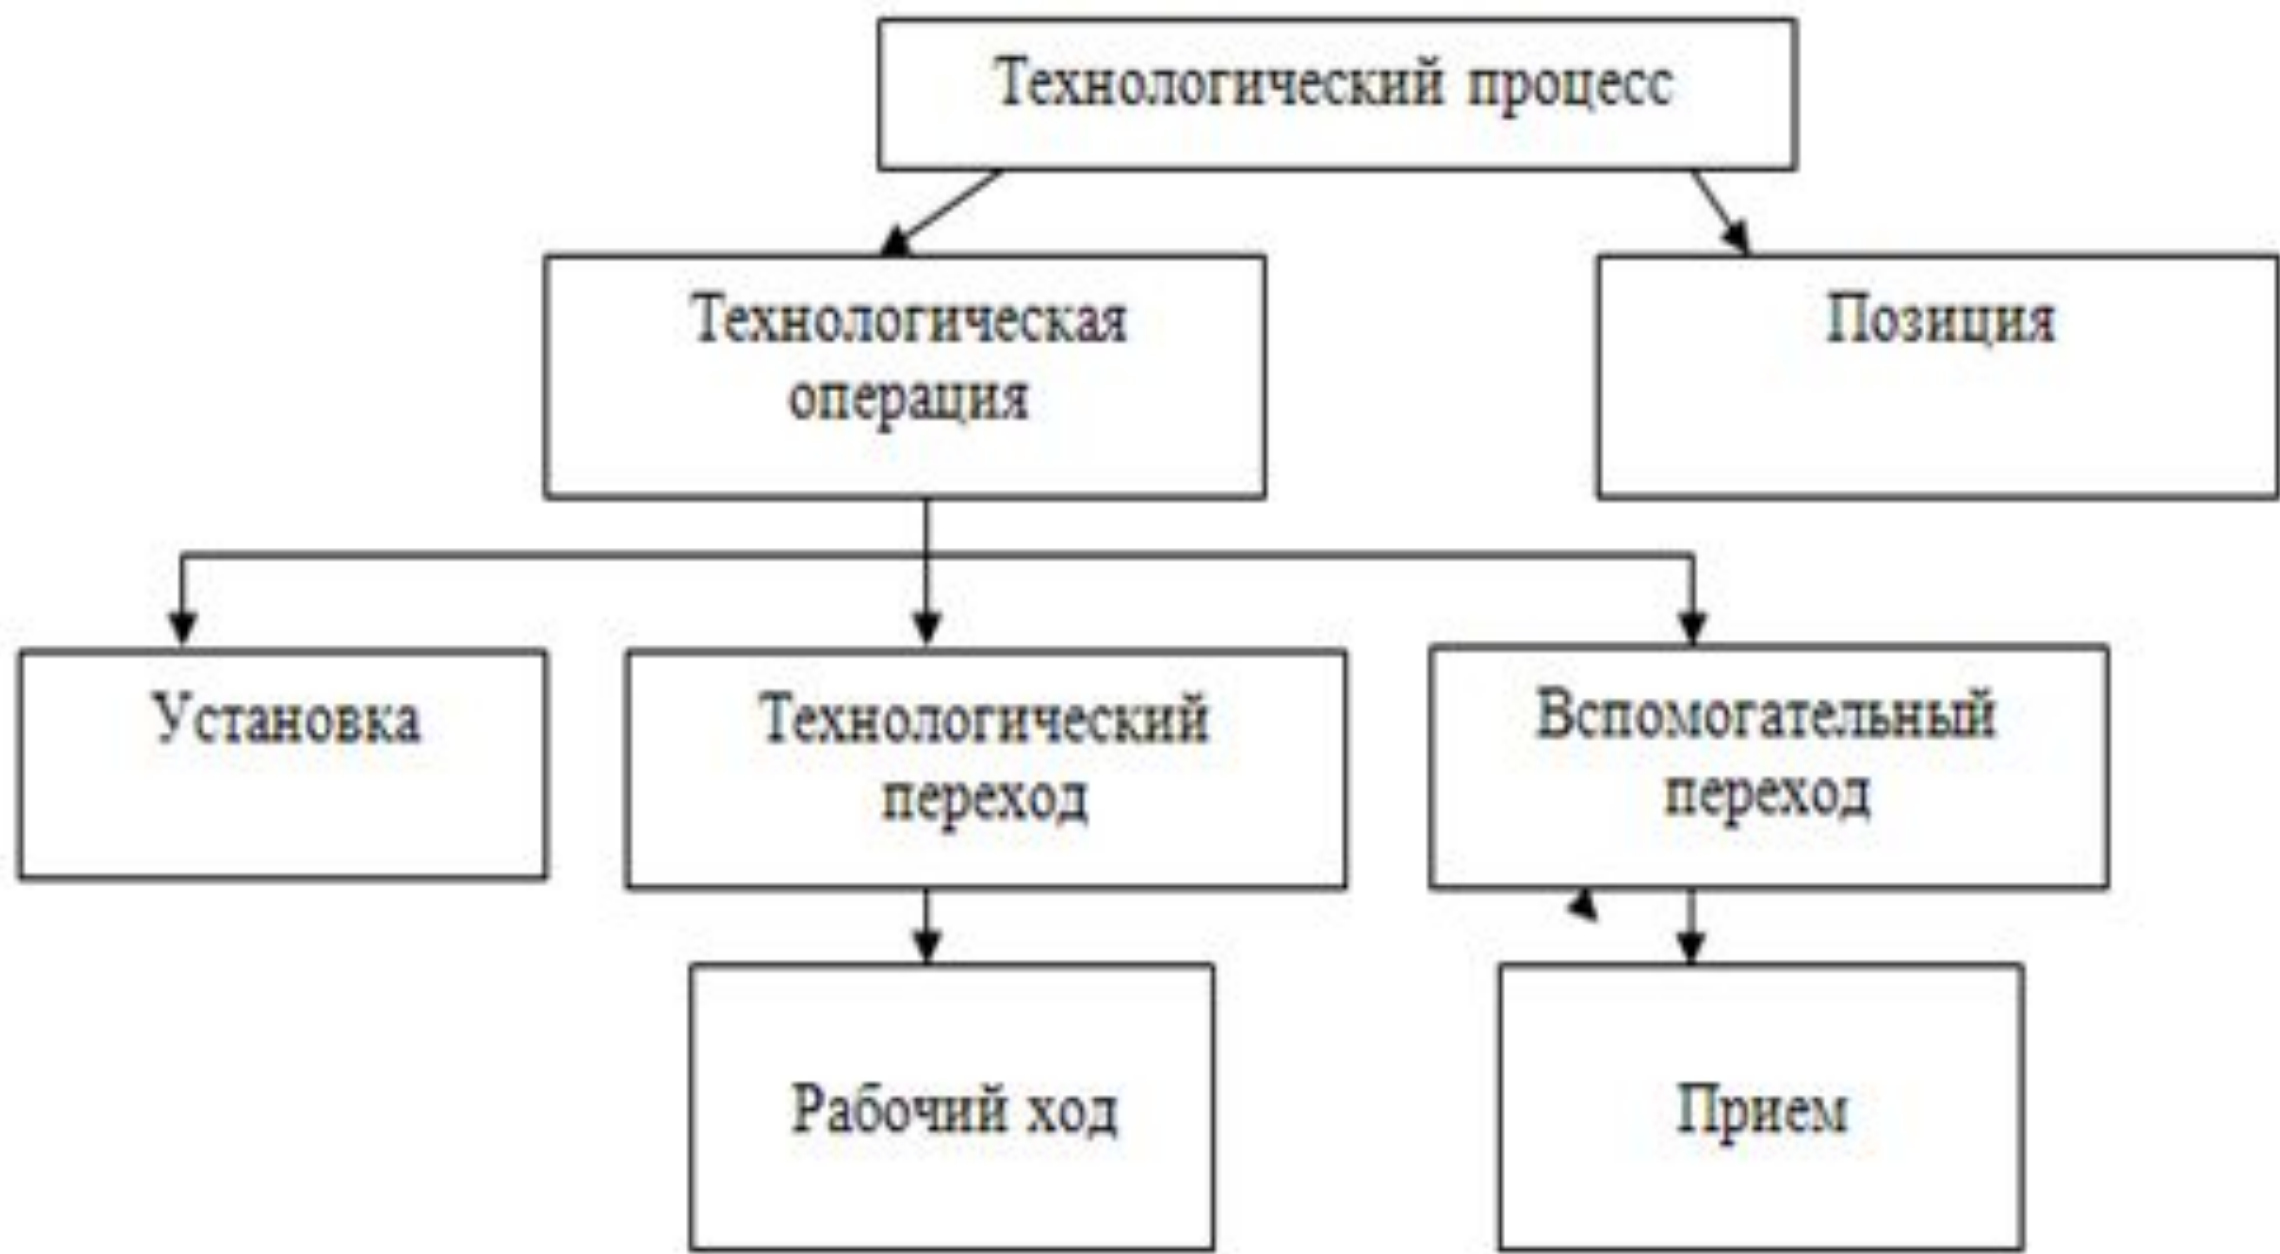 Технологический процесс
Технологическая
операция
Позиция
Установка
Технологический
переход
Вспомогательный
переход
Рабочий ход
Прием